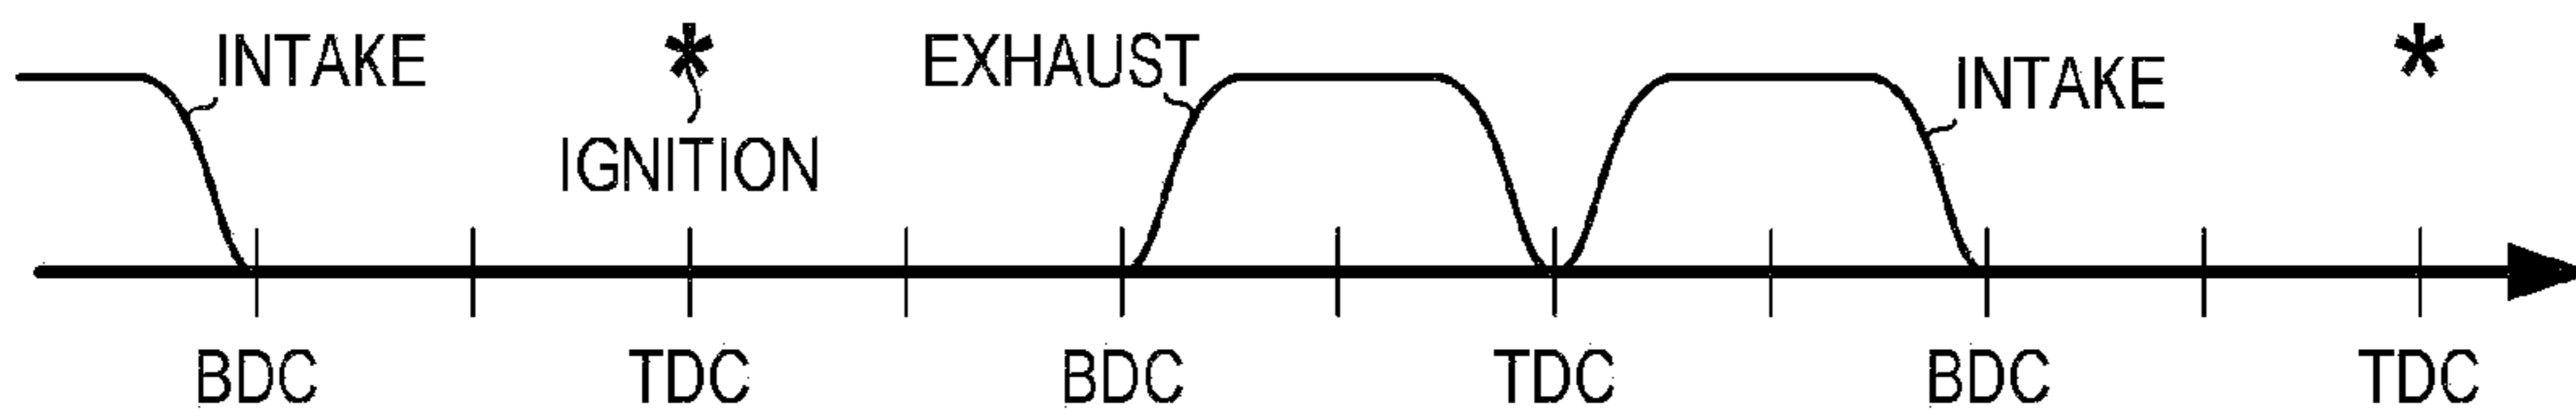 INTAKE * EXHAUST INTAKE *
IGNITION
BDC TDC BDC TDC BDC TDC